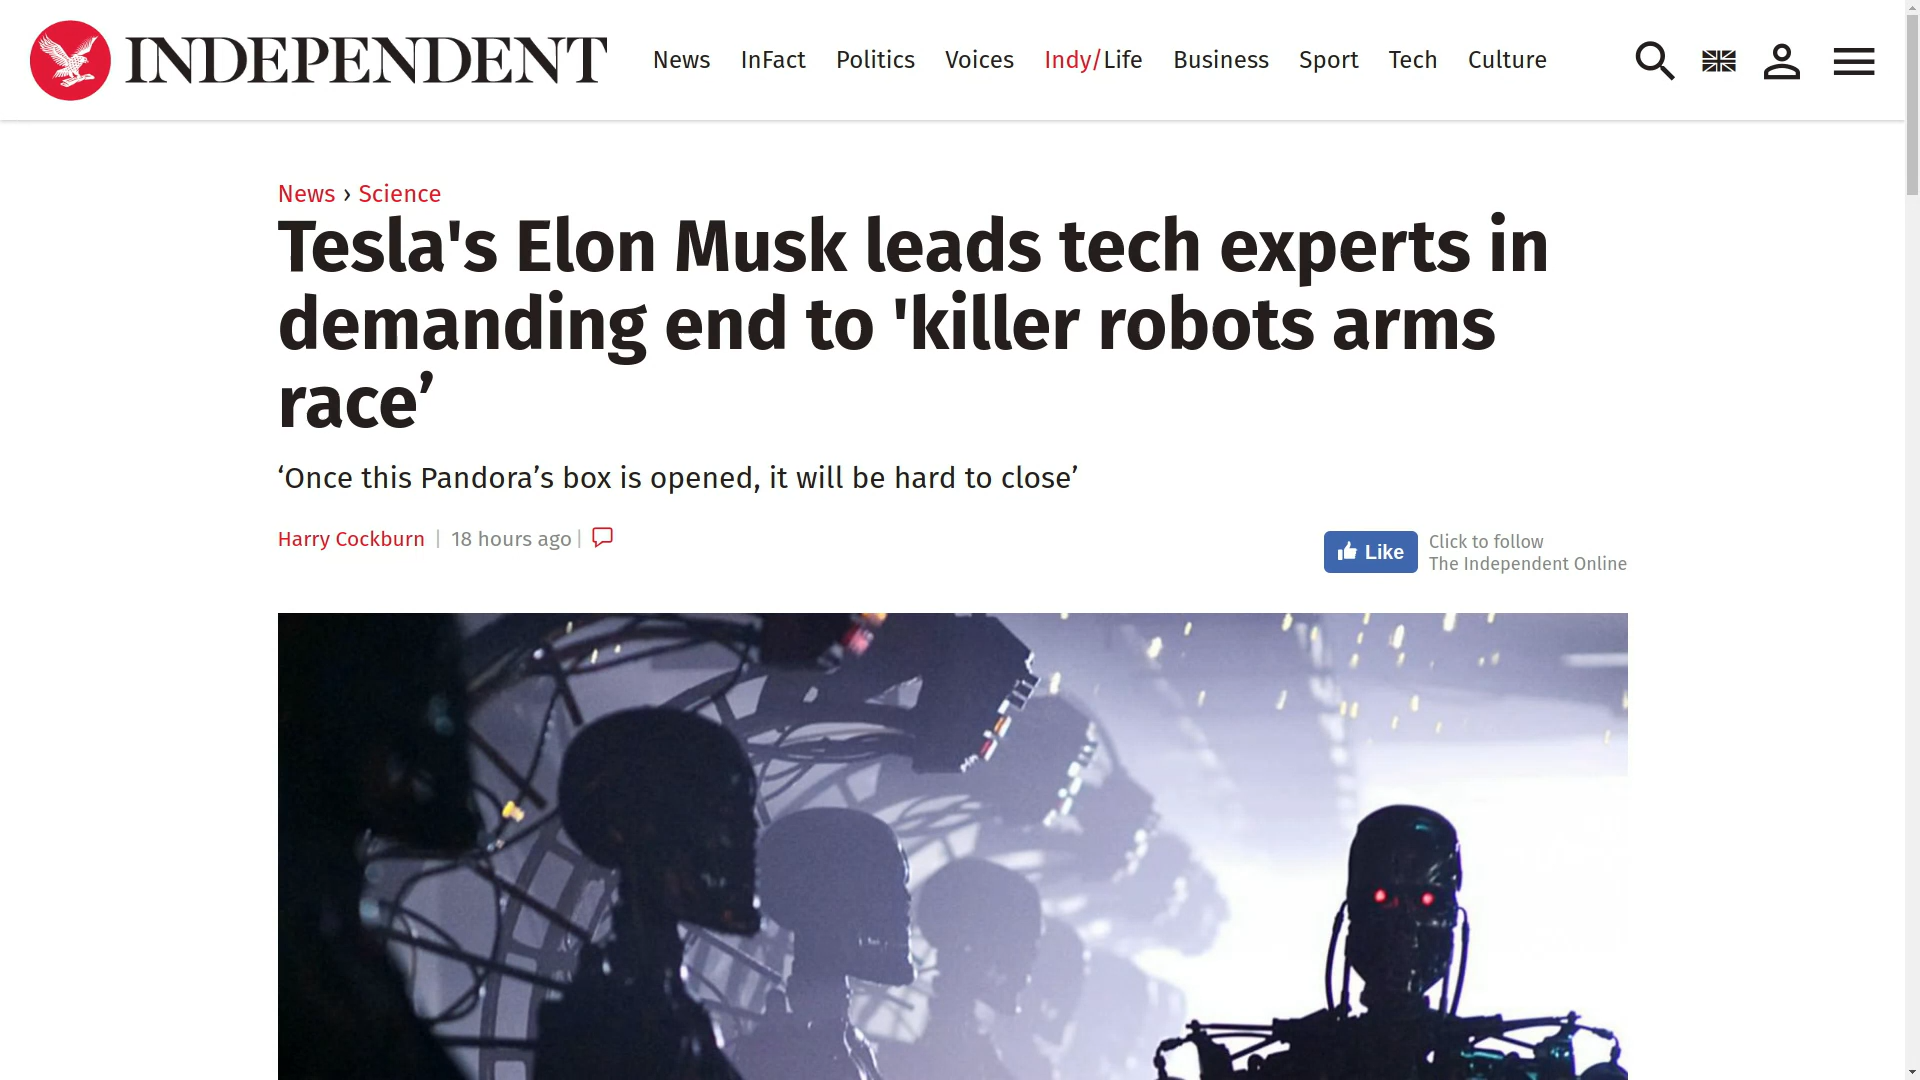 INDEPENDENT
News InFact Politics Voices Indy/Life Business Sport Tech Culture
News › Science
Tesla's Elon Musk leads tech experts in
demanding end to 'killer robots arms
race’
‘Once this Pandora’s box is opened, it will be hard to close’
Harry Cockburn | 18 hours ago |
Like
Click to follow
The Independent Online